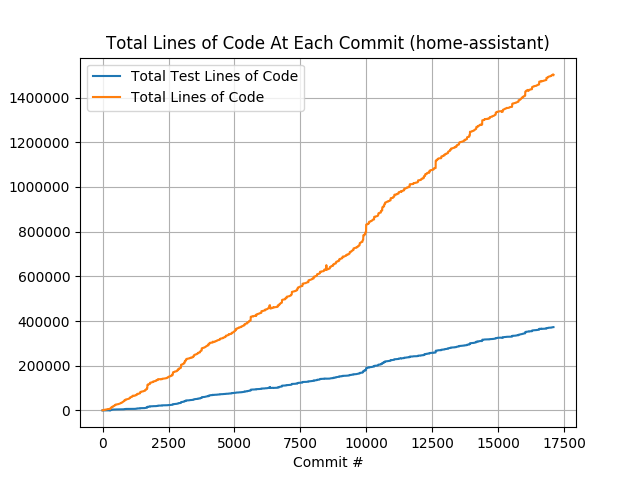 Total Lines of Code At Each Commit (home-assistant)
Total Test Lines of Code
Total Lines of Code
1400000
1200000
1000000
800000
600000
400000
200000
0
0 2500 5000 7500 10000 12500 15000 17500
Commit #